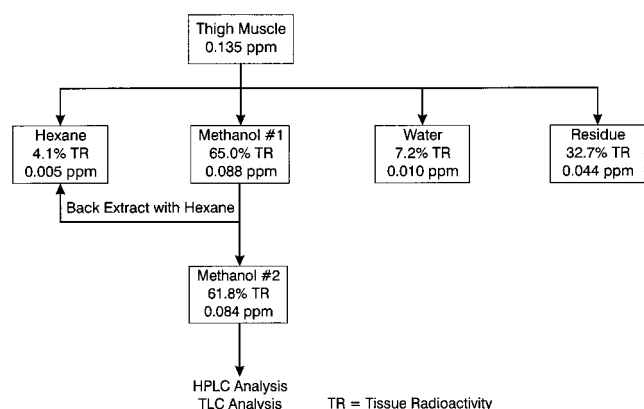 Thigh Muscle
0.135 ppm
Hexane
4.1% TR
0.005 ppm
Methanol #1
65.0% TR
0.088 ppm
Water
7.2% TR
0.010 ppm
Residue
32.7% TR
0.044 ppm
Back Extract with Hexane
Methanol #2
61.8% TR
0.084 ppm
HPLC Analysis
TLC Analysis
TR = Tissue Radioactivity